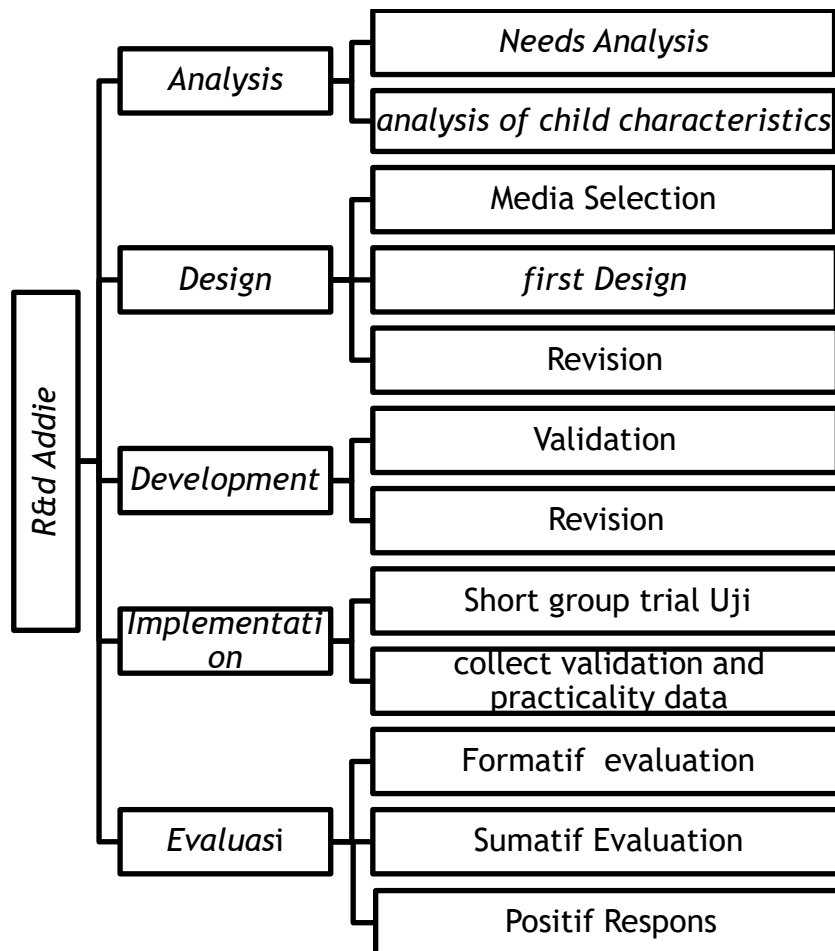 R&d Addie
Analysis
Needs Analysis
analysis of child characteristics
Design
Media Selection
first Design
Revision
Development
Validation
Revision
Implementati
on
Short group trial Uji
collect validation and
practicality data
Evaluasi
Formatif evaluation
Sumatif Evaluation
Positif Respons